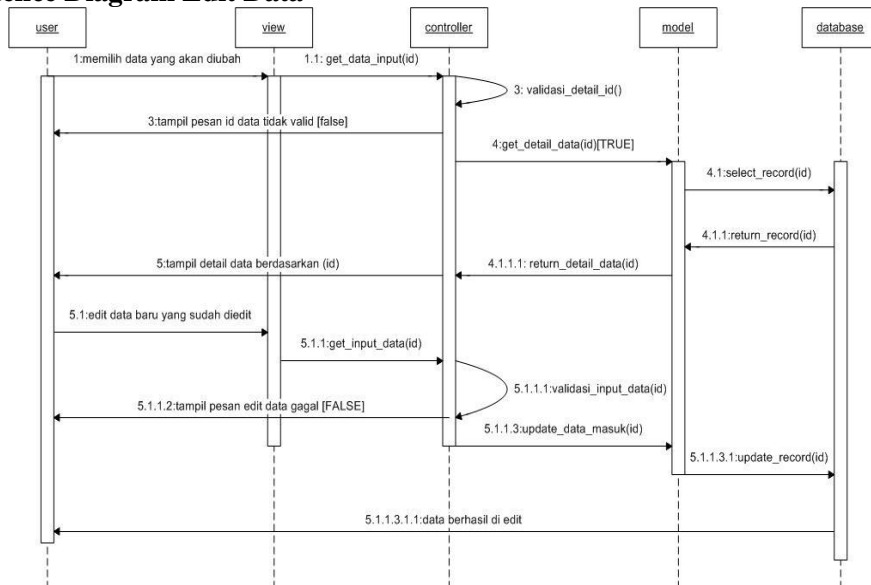 Diagram Edit Data
user view controller model database
1:memilih data yang akan diubah 1.1: get_data_input(id)
3: validasi_detail_id()
3:tampil pesan id data tidak valid [false]
4:get_detail_data(id)[TRUE]
4.1:select_record(id)
4.1.1:return_record(id)
5:tampil detail data berdasarkan (id) 4.1.1.1: return_detail_data(id)
5.1:edit data baru yang sudah diedit
5.1.1:get_input_data(id)
5.1.1.1:validasi_input_data(id)
5.1.1.2:tampil pesan edit data gagal [FALSE]
5.1.1.3:update_data_masuk(id)
5.1.1.3.1:update_record(id)
5.1.1.3.1.1:data berhasil di edit